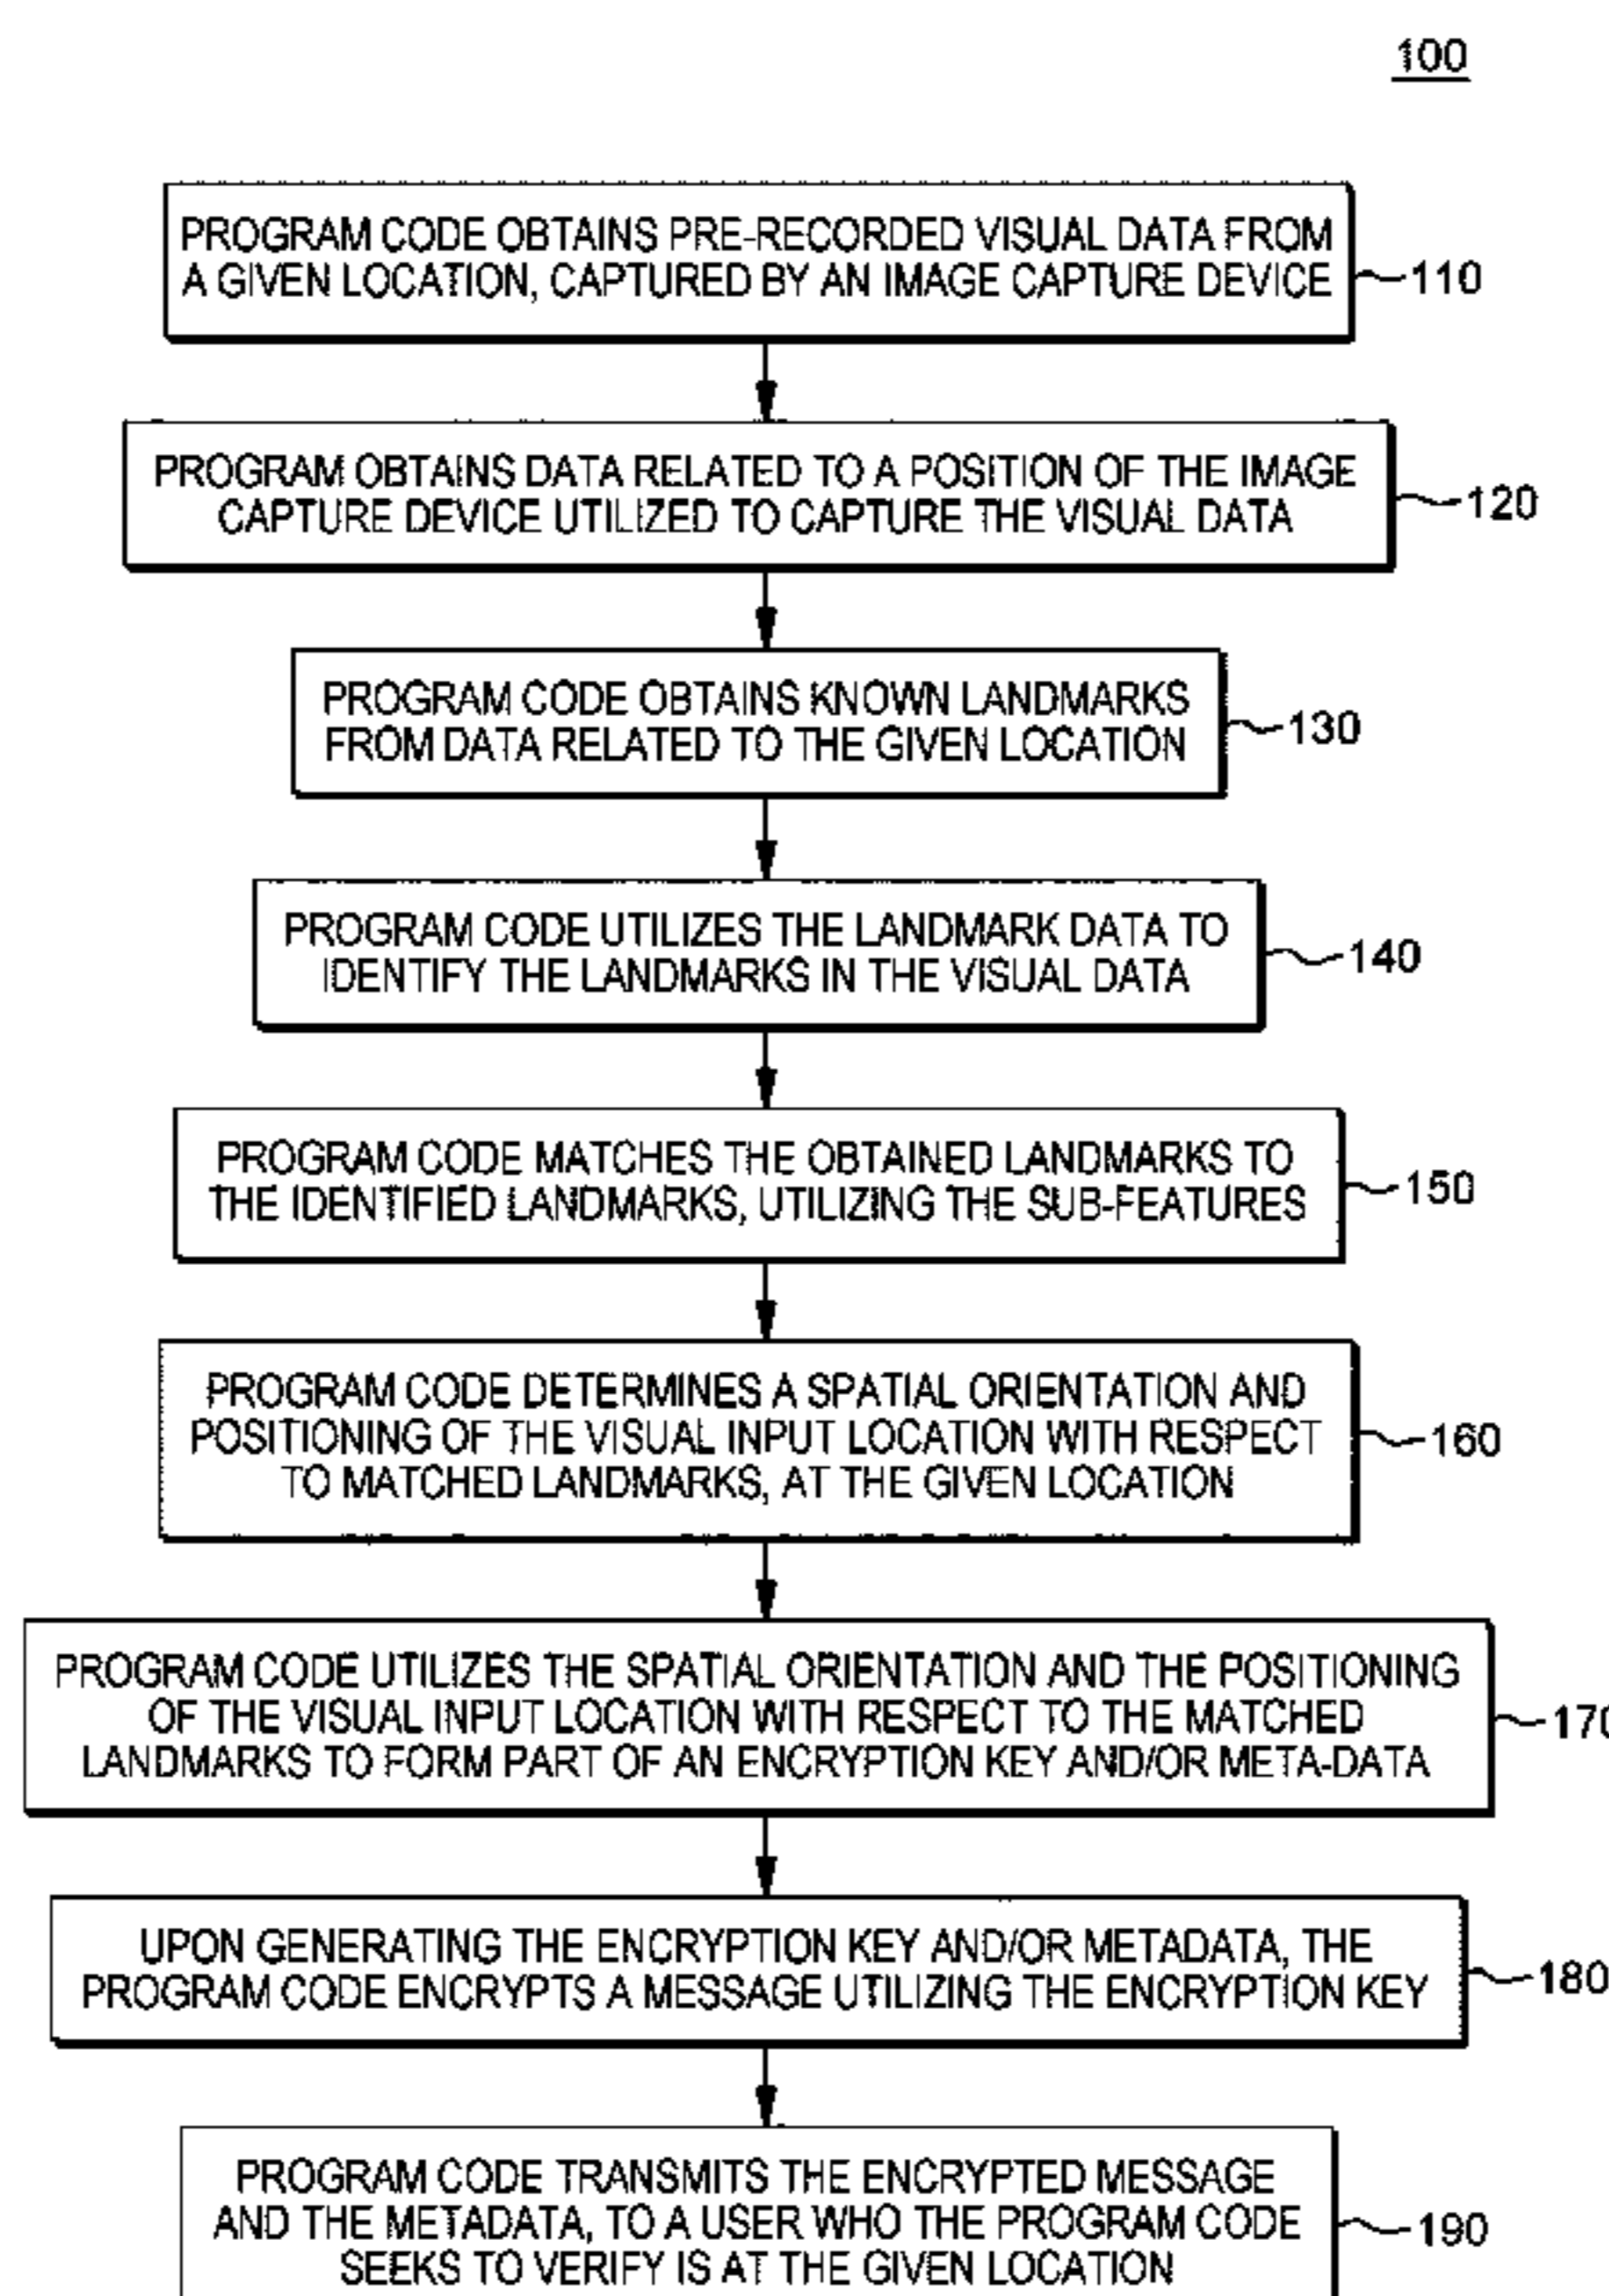 100
PROGRAM CODE OBTAINS PRE-RECORDED VISUAL DATA FROM
A GIVEN LOCATION, CAPTURED BY AN IMAGE CAPTURE DEVICE
110
PROGRAM OBTAINS DATA RELATED TO A POSITION OF THE IMAGE
CAPTURE DEVICE UTILIZED TO CAPTURE THE VISUAL DATA
120
PROGRAM CODE OBTAINS KNOWN LANDMARKS
FROM DATA RELATED TO THE GIVEN LOCATION
130
PROGRAM CODE UTILIZES THE LANDMARK DATA TO
IDENTIFY THE LANDMARKS IN THE VISUAL DATA
140
PROGRAM CODE MATCHES THE OBTAINED LANDMARKS TO
THE IDENTIFIED LANDMARKS, UTILIZING THE SUB-FEATURES
150
PROGRAM CODE DETERMINES A SPATIAL ORIENTATION AND
POSITIONING OF THE VISUAL INPUT LOCATION WITH RESPECT
TO MATCHED LANDMARKS, AT THE GIVEN LOCATION
160
PROGRAM CODE UTILIZES THE SPATIAL ORIENTATION AND THE POSITIONING
OF THE VISUAL INPUT LOCATION WITH RESPECT TO THE MATCHED
LANDMARKS TO FORM PART OF AN ENCRYPTION KEY AND/OR META-DATA
170
UPON GENERATING THE ENCRYPTION KEY AND/OR METADATA, THE
PROGRAM CODE ENCRYPTS A MESSAGE UTILIZING THE ENCRYPTION KEY
180
PROGRAM CODE TRANSMITS THE ENCRYPTED MESSAGE
AND THE METADATA, TO A USER WHO THE PROGRAM CODE
SEEKS TO VERIFY IS AT THE GIVEN LOCATION
190